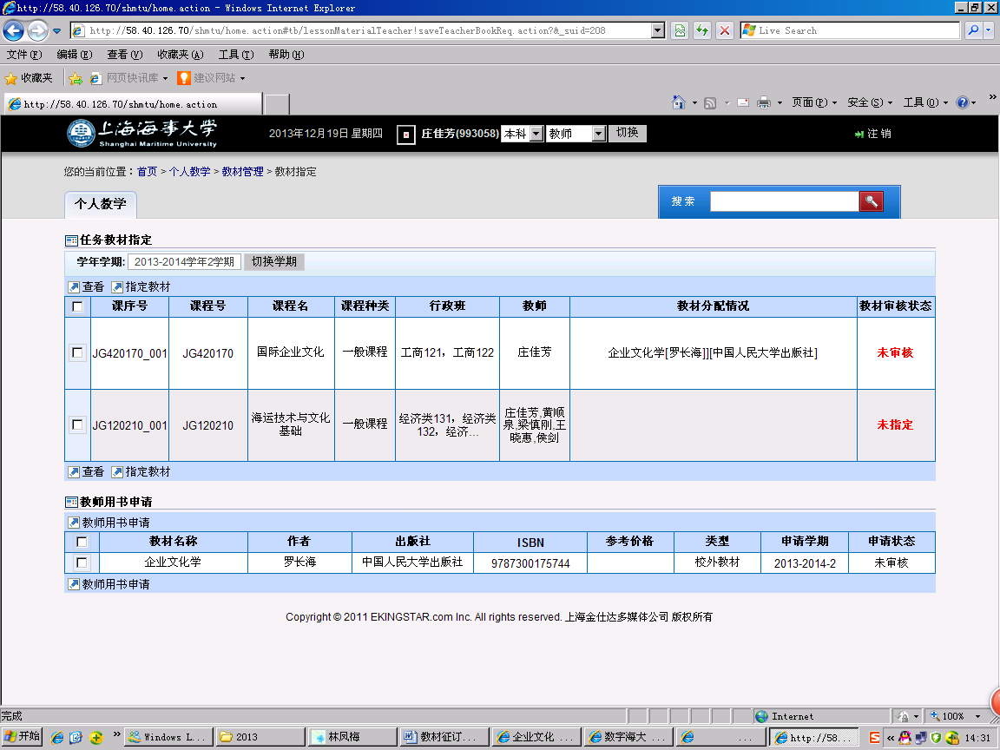 http://58.40.126.70/shmtu/home.action - Windows Internet Explorer
http://58.40.126.70/shmtu/home.action#tb/lessonMaterialTeacher!saveTeacherBookReq.action?&_suid=208
Live Search
文件(F) 编辑(E) 查看(V) 收藏夹(A) 工具(T) 帮助(H)
收藏夹 网页快讯库 建议网站
http://58.40.126.70/shmtu/home.action
页面(P) 安全(S) 工具(O) »
上海海事大学
Shanghai Maritime University
2013年12月19日 星期四 庄佳芳(993058) 本科 教师 切换 注销
您的当前位置：首页 > 个人教学 > 教材管理 > 教材指定
个人教学
搜索
任务教材指定
学年学期: 2013-2014学年2学期 切换学期
查看 指定教材
课序号 课程号 课程名 课程种类 行政班 教师 教材分配情况 教材审核状态
JG420170_001 JG420170 国际企业文化 一般课程 工商121，工商122 庄佳芳 企业文化学[罗长海]][中国人民大学出版社] 未审核
JG120210_001 JG120210 海运技术与文化基础 一般课程 经济类131，经济类132，经济... 庄佳芳,黄顺泉,梁慎刚,王晓惠,侯剑 未指定
查看 指定教材
教师用书申请
教师用书申请
教材名称 作者 出版社 ISBN 参考价格 类型 申请学期 申请状态
企业文化学 罗长海 中国人民大学出版社 9787300175744 校外教材 2013-2014-2 未审核
教师用书申请
Copyright © 2011 EKINGSTAR.com Inc. All rights reserved. 上海金仕达多媒体公司 版权所有
完成 Internet 100%
开始 » Windows L... 2013 林凤梅 教材征订... 企业文化 ... 数字海大 ... ... http://58... « 14:31